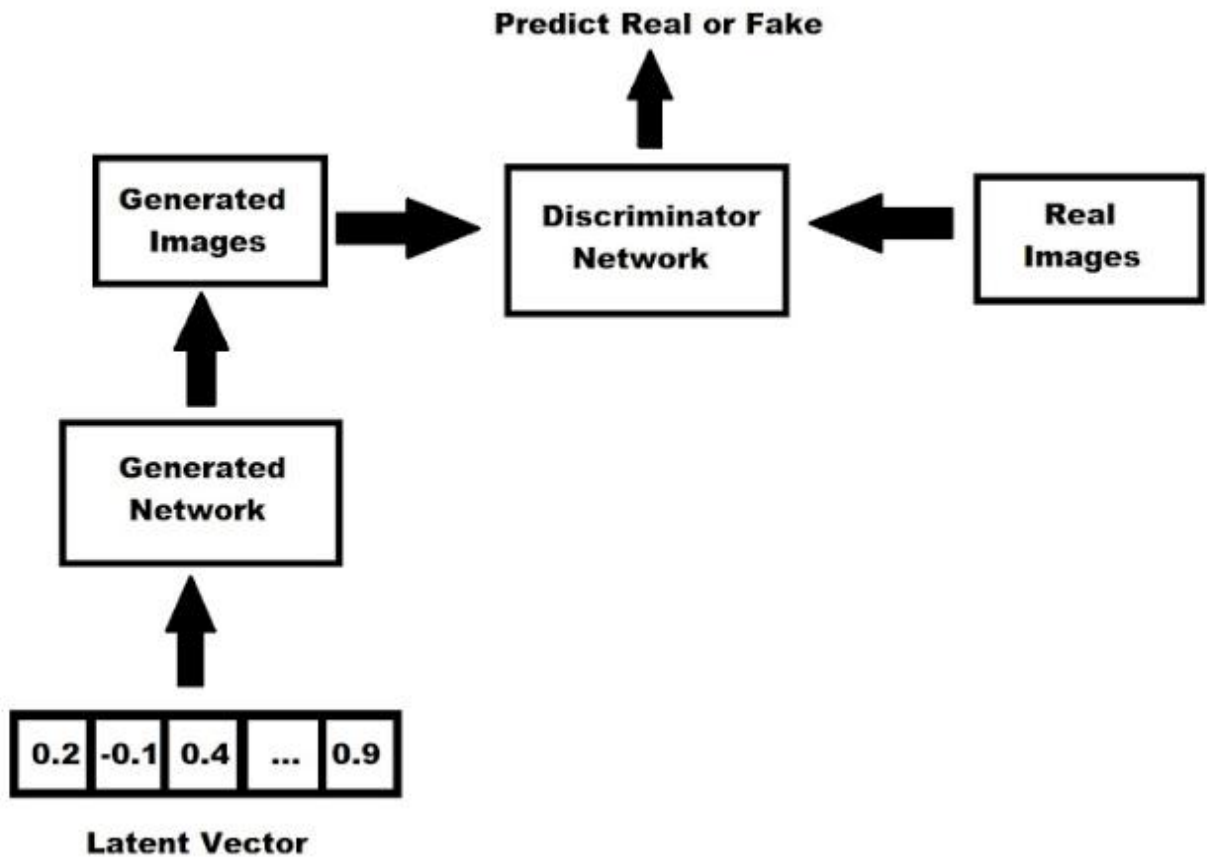 Predict Real or Fake
Generated
Images
Discriminator
Network
Real
Images
Generated
Network
0.2 -0.1 0.4 ... 0.9
Latent Vector